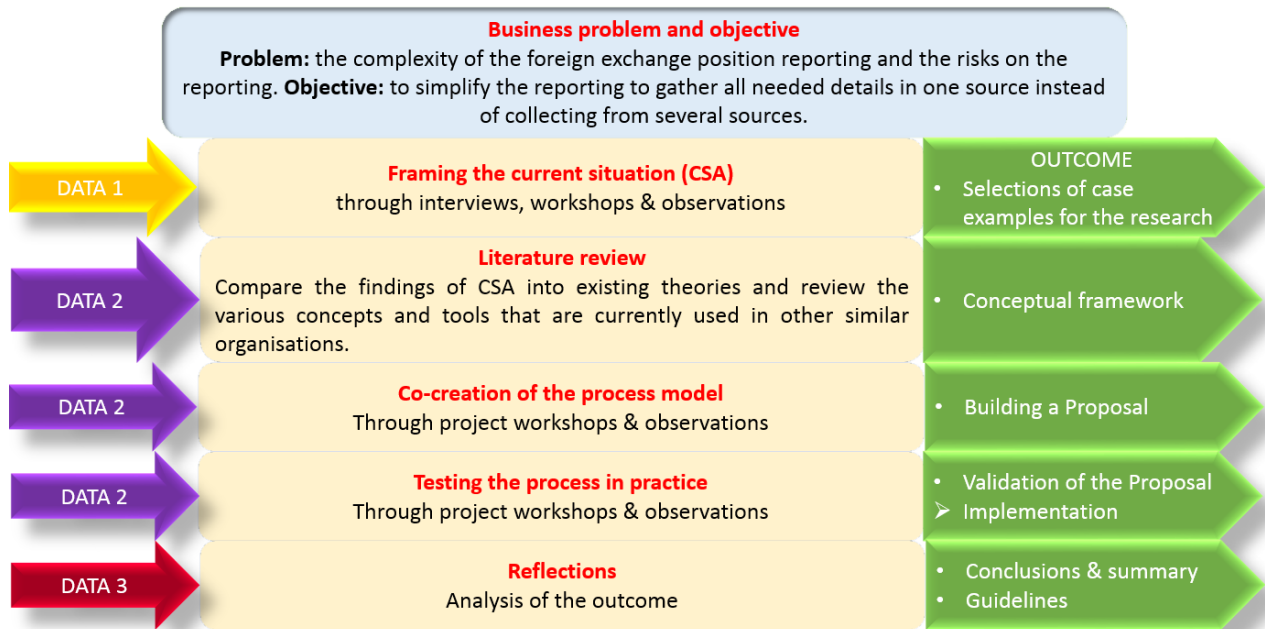 Business problem and objective
Problem: the complexity of the foreign exchange position reporting and the risks on the
reporting. Objective: to simplify the reporting to gather all needed details in one source instead
of collecting from several sources.
DATA 1
Framing the current situation (CSA)
through interviews, workshops & observations
OUTCOME
• Selections of case
examples for the research
DATA 2
Literature review
Compare the findings of CSA into existing theories and review the
various concepts and tools that are currently used in other similar
organisations.
• Conceptual framework
DATA 2
Co-creation of the process model
Through project workshops & observations
• Building a Proposal
DATA 2
Testing the process in practice
Through project workshops & observations
• Validation of the Proposal
➢ Implementation
DATA 3
Reflections
Analysis of the outcome
• Conclusions & summary
• Guidelines